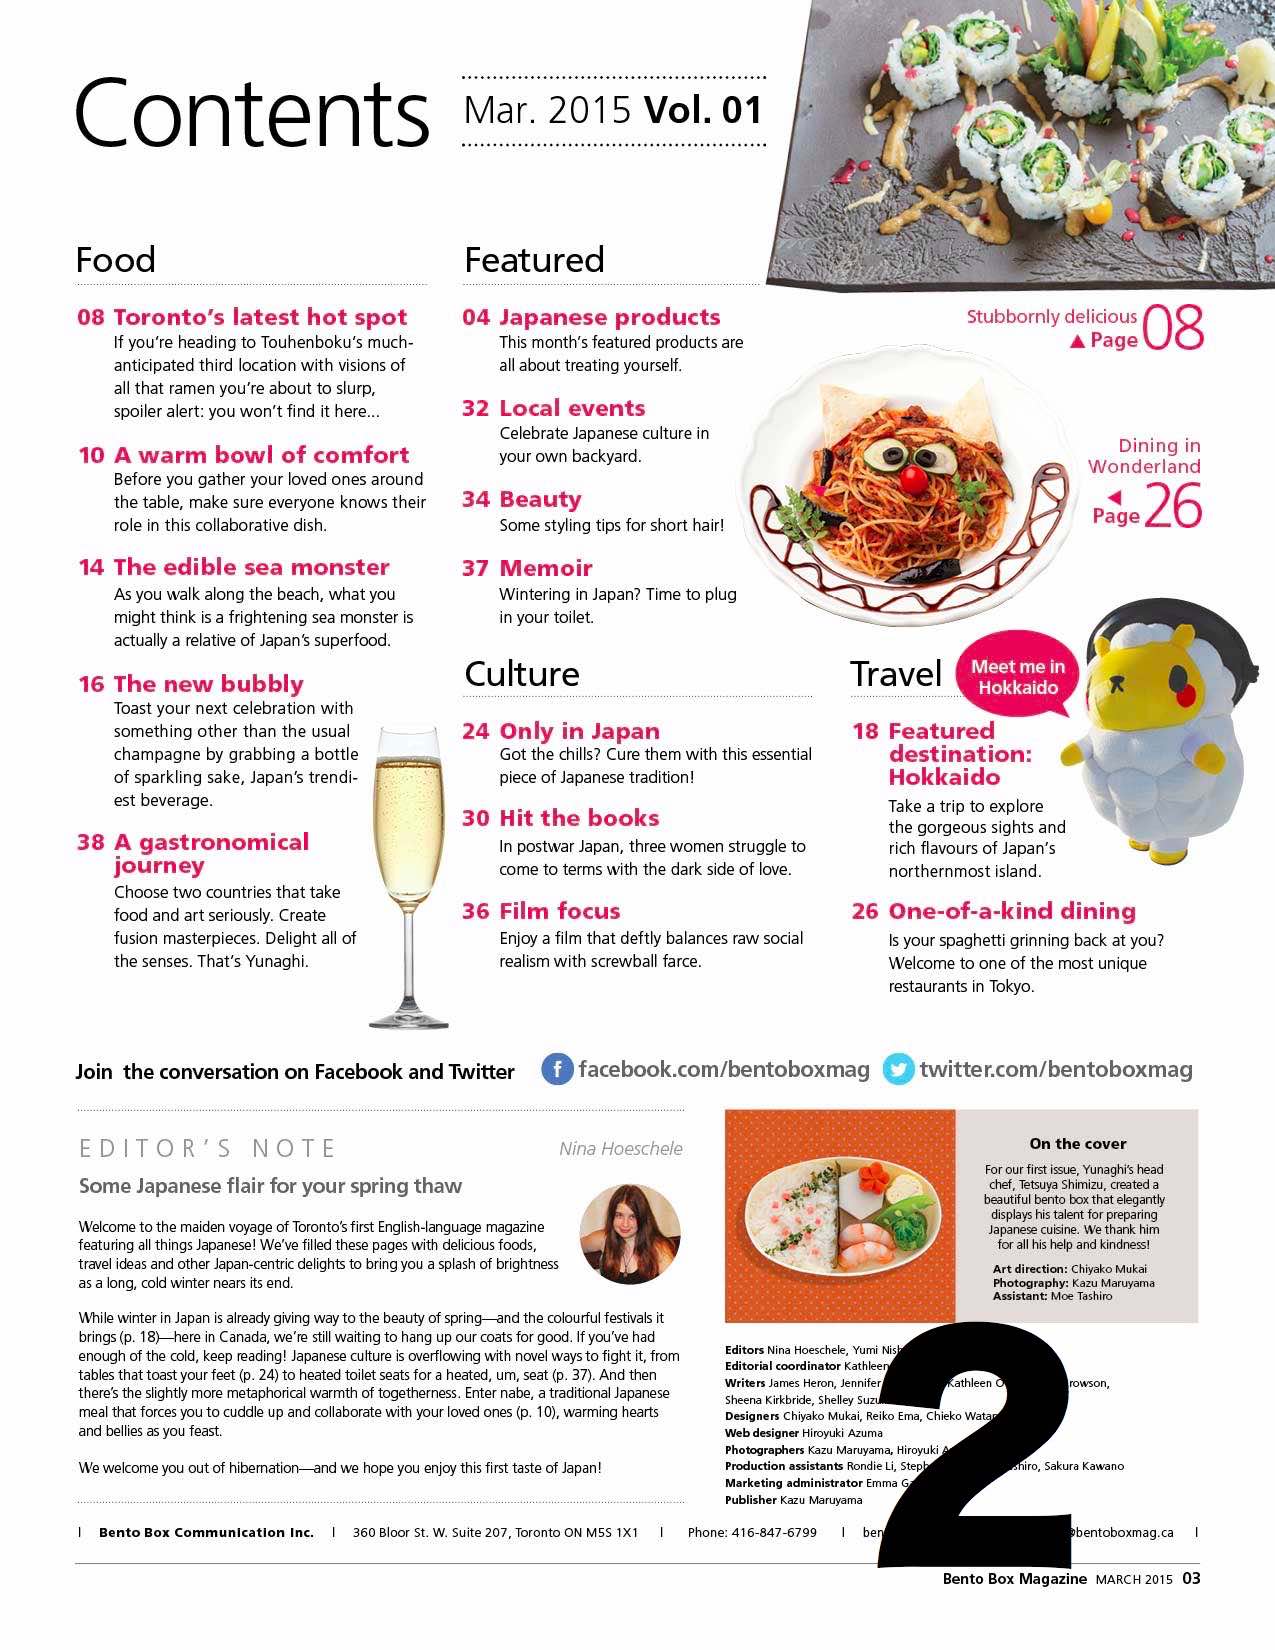 Contents
Mar. 2015 Vol. 01
Food
08 Toronto's latest hot spot
If you're heading to Touhenboku's much-
anticipated third location with visions of
all that ramen you're about to slurp,
spoiler alert: you won't find it here...
10 A warm bowl of comfort
Before you gather your loved ones around
the table, make sure everyone knows their
role in this collaborative dish.
14 The edible sea monster
As you walk along the beach, what you
might think is a frightening sea monster is
actually a relative of Japan's superfood.
16 The new bubbly
Toast your next celebration with
something other than the usual
champagne by grabbing a bottle
of sparkling sake, Japan's trendi-
est beverage.
38 A gastronomical
journey
Choose two countries that take
food and art seriously. Create
fusion masterpieces. Delight all of
the senses. That's Yunaghi.
Featured
04 Japanese products
This month's featured products are
all about treating yourself.
32 Local events
Celebrate Japanese culture in
your own backyard.
34 Beauty
Some styling tips for short hair!
37 Memoir
Wintering in Japan? Time to plug
in your toilet.
Stubbornly delicious
▲ Page 08
Dining in
Wonderland
◀
Page 26
Culture
24 Only in Japan
Got the chills? Cure them with this essential
piece of Japanese tradition!
30 Hit the books
In postwar Japan, three women struggle to
come to terms with the dark side of love.
36 Film focus
Enjoy a film that deftly balances raw social
realism with screwball farce.
Travel
Meet me in
Hokkaido
18 Featured
destination:
Hokkaido
Take a trip to explore
the gorgeous sights and
rich flavours of Japan's
northernmost island.
26 One-of-a-kind dining
Is your spaghetti grinning back at you?
Welcome to one of the most unique
restaurants in Tokyo.
Join the conversation on Facebook and Twitter
f facebook.com/bentoboxmag
twitter.com/bentoboxmag
EDITOR'S NOTE
Nina Hoeschele
Some Japanese flair for your spring thaw
Welcome to the maiden voyage of Toronto's first English-language magazine
featuring all things Japanese! We've filled these pages with delicious foods,
travel ideas and other Japan-centric delights to bring you a splash of brightness
as a long, cold winter nears its end.
While winter in Japan is already giving way to the beauty of spring—and the colourful festivals it
brings (p. 18)—here in Canada, we're still waiting to hang up our coats for good. If you've had
enough of the cold, keep reading! Japanese culture is overflowing with novel ways to fight it, from
tables that toast your feet (p. 24) to heated toilet seats for a heated, um, seat (p. 37). And then
there's the slightly more metaphorical warmth of togetherness. Enter nabe, a traditional Japanese
meal that forces you to cuddle up and collaborate with your loved ones (p. 10), warming hearts
and bellies as you feast.
We welcome you out of hibernation—and we hope you enjoy this first taste of Japan!
On the cover
For our first issue, Yunaghi's head
chef, Tetsuya Shimizu, created a
beautiful bento box that elegantly
displays his talent for preparing
Japanese cuisine. We thank him
for all his help and kindness!
Art direction: Chiyako Mukai
Photography: Kazu Maruyama
Assistant: Moe Tashiro
Editors Nina Hoeschele, Yumi
Editorial coordinator Kathleen
Writers James Heron, Jennifer Kathleen
Sheena Kirkbride, Shelley
Designers Chiyako Mukai, Reiko Ema, Chieko
Web designer Hiroyuki Azuma
Photographers Kazu Maruyama, Hiroyuki
Production assistants Rondie Li, Sakura Kawano
Marketing administrator Emma
Publisher Kazu Maruyama
2
Bento Box Communication Inc. | 360 Bloor St. W. Suite 207, Toronto ON M5S 1X1 | Phone: 416-847-6799 | @bentoboxmag.ca |
Bento Box Magazine MARCH 2015 03